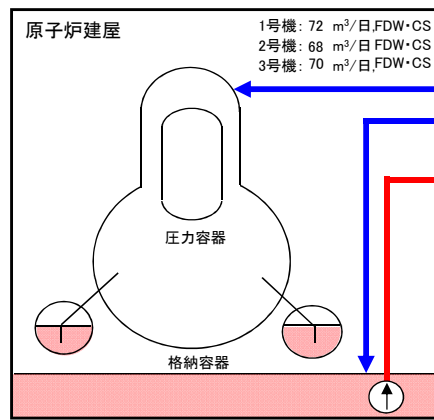 原子炉建屋
1号機: 72 m³/日,FDW・CS
2号機: 68 m³/日,FDW・CS
3号機: 70 m³/日,FDW・CS
圧力容器
格納容器